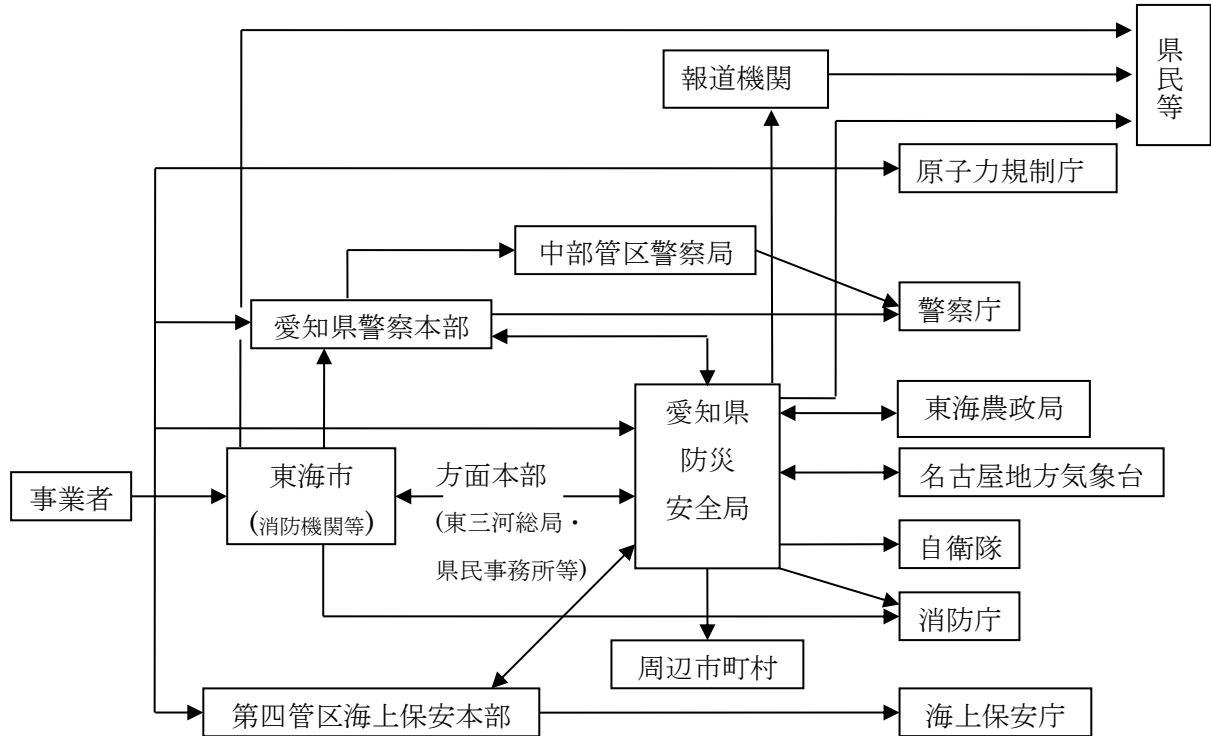 県民等
報道機関
原子力規制庁
中部管区警察局
警察庁
愛知県警察本部
愛知県
防災
安全局
東海農政局
東海市
(消防機関等)
方面本部
(東三河総局・
県民事務所等)
名古屋地方気象台
事業者
自衛隊
消防庁
周辺市町村
第四管区海上保安本部
海上保安庁